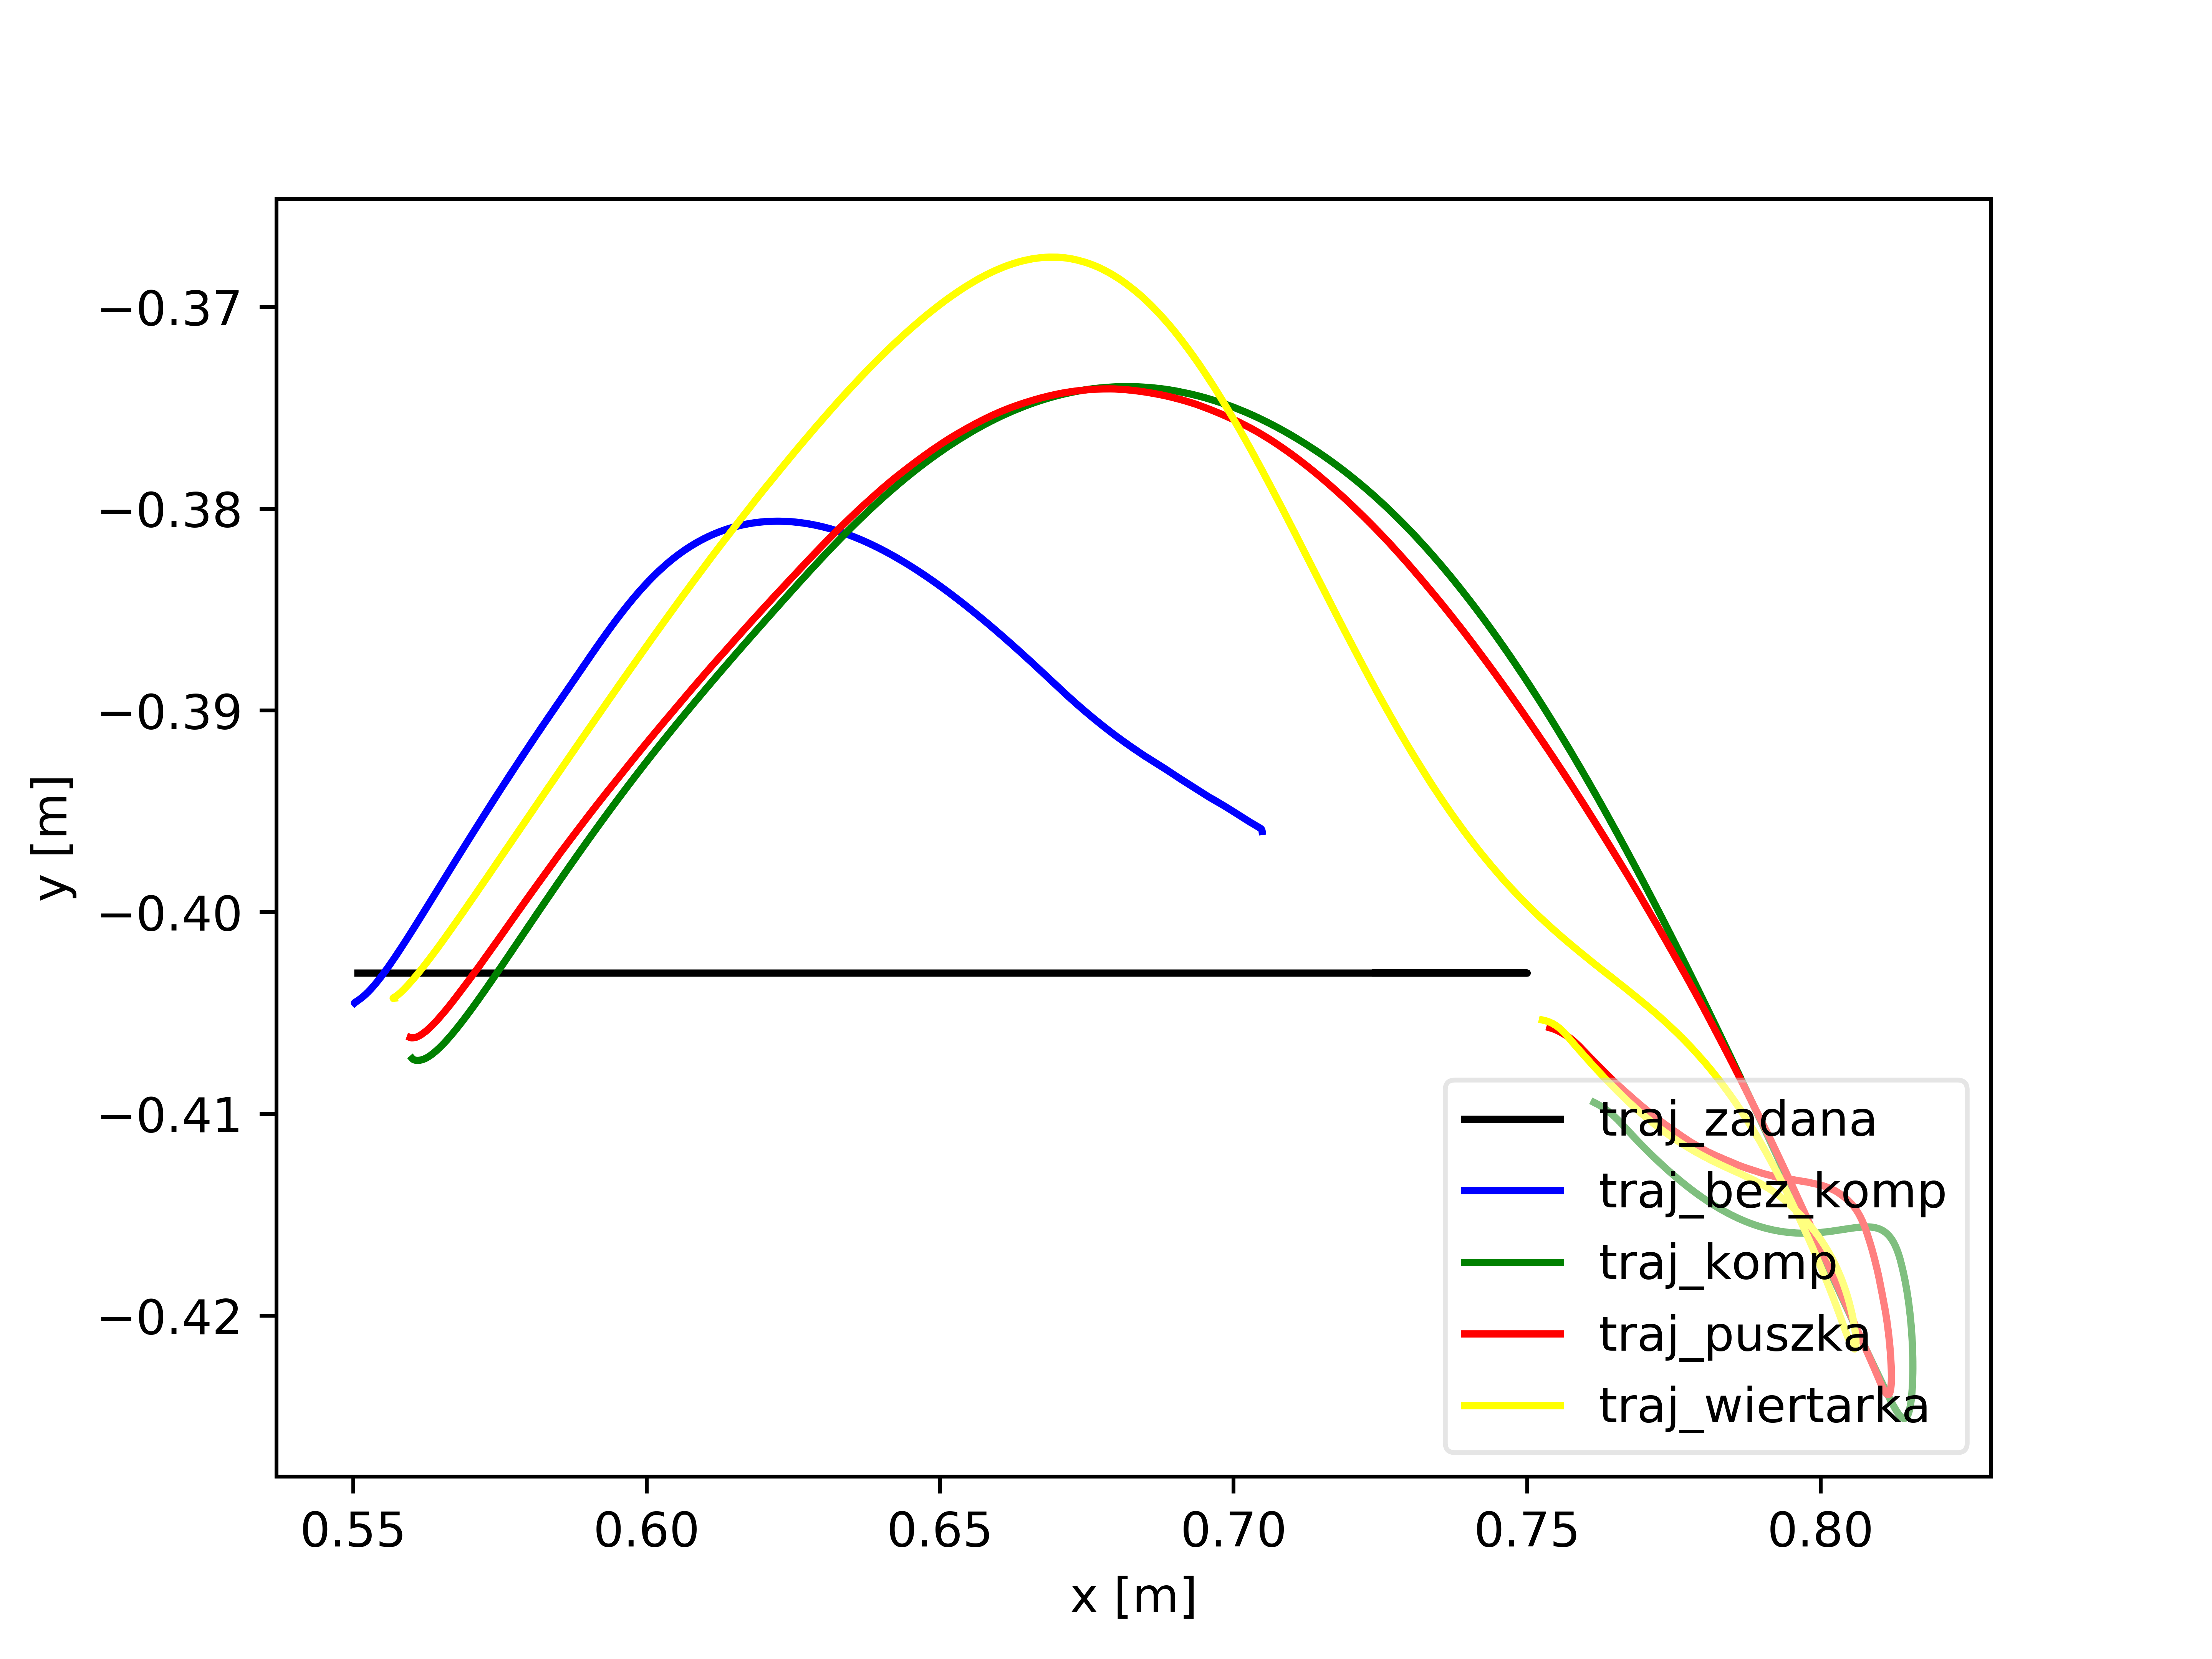 −0.37
−0.38
−0.39
−0.40
−0.41
−0.42
y [m]
0.55 0.60 0.65 0.70 0.75 0.80
x [m]
traj_zadana
traj_bez_komp
traj_komp
traj_puszka
traj_wiertarka